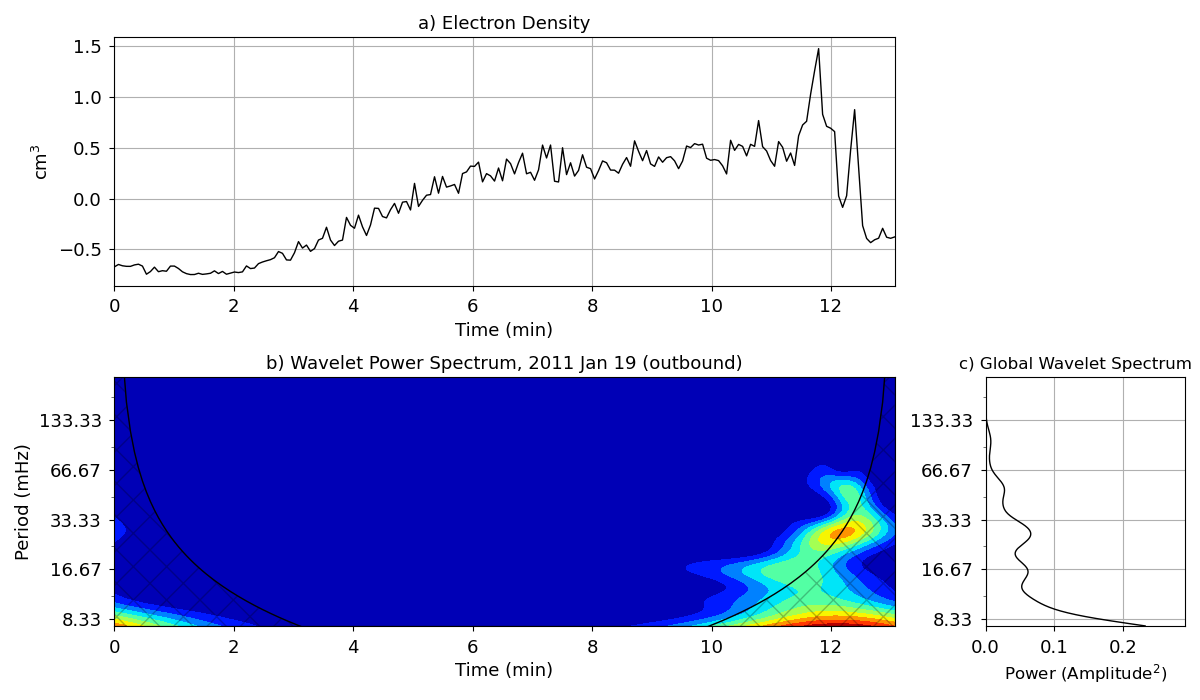 a) Electron Density
1.5
1.0
0.5
0.0
−0.5
cm³
0 2 4 6 8 10 12
Time (min)
b) Wavelet Power Spectrum, 2011 Jan 19 (outbound)
133.33
66.67
33.33
16.67
8.33
Period (mHz)
0 2 4 6 8 10 12
Time (min)
c) Global Wavelet Spectrum
133.33
66.67
33.33
16.67
8.33
0.0 0.1 0.2
Power (Amplitude²)